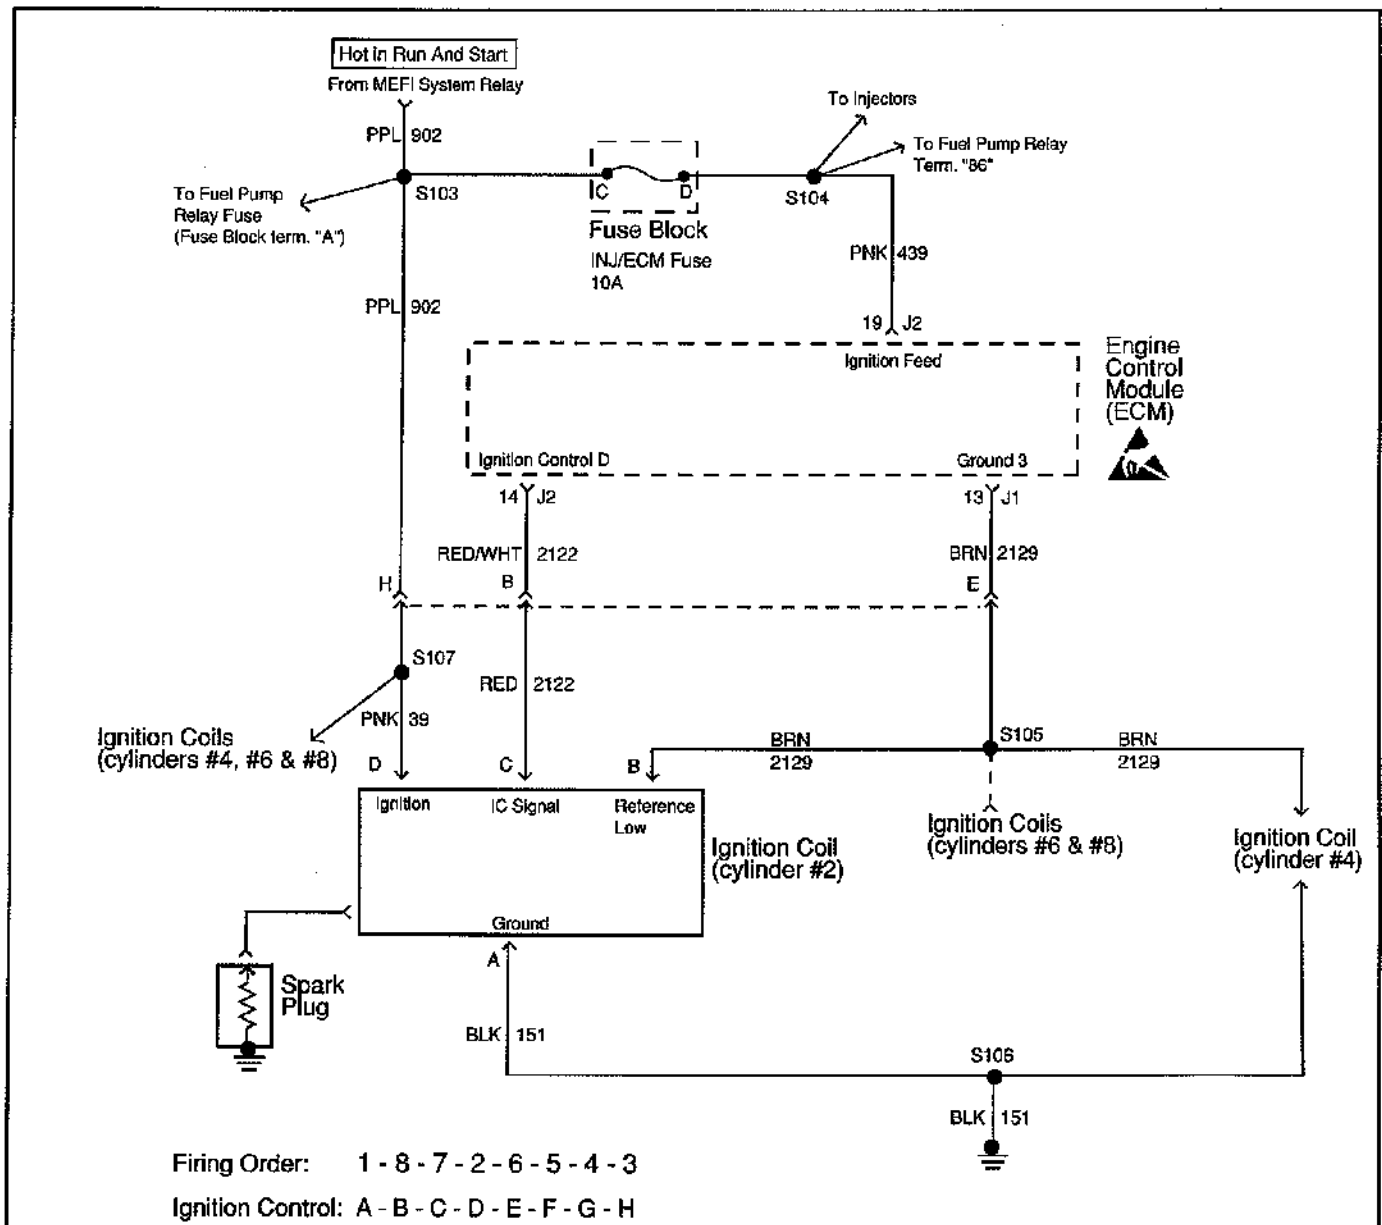 Hot In Run And Start
From MEFI System Relay
PPL 902
To Injectors
To Fuel Pump Relay
Term. "86"
S103
To Fuel Pump
Relay Fuse
(Fuse Block term. "A")
C
D
S104
Fuse Block
INJ/ECM Fuse
10A
PNK 439
PPL 902
19 J2
Ignition Feed
Engine
Control
Module
(ECM)
Ignition Control D
Ground 3
14 J2
13 J1
RED/WHT 2122
BRN 2129
H
B
E
S107
RED 2122
PNK 39
Ignition Coils
(cylinders #4, #6 & #8)
S105
BRN
2129
BRN
2129
D
C
B
Ignition
IC Signal
Reference
Low
Ignition Coil
(cylinder #2)
Ignition Coils
(cylinders #6 & #8)
Ignition Coil
(cylinder #4)
Ground
A
Spark
Plug
BLK 151
S106
BLK 151
Firing Order: 1 - 8 - 7 - 2 - 6 - 5 - 4 - 3
Ignition Control: A - B - C - D - E - F - G - H